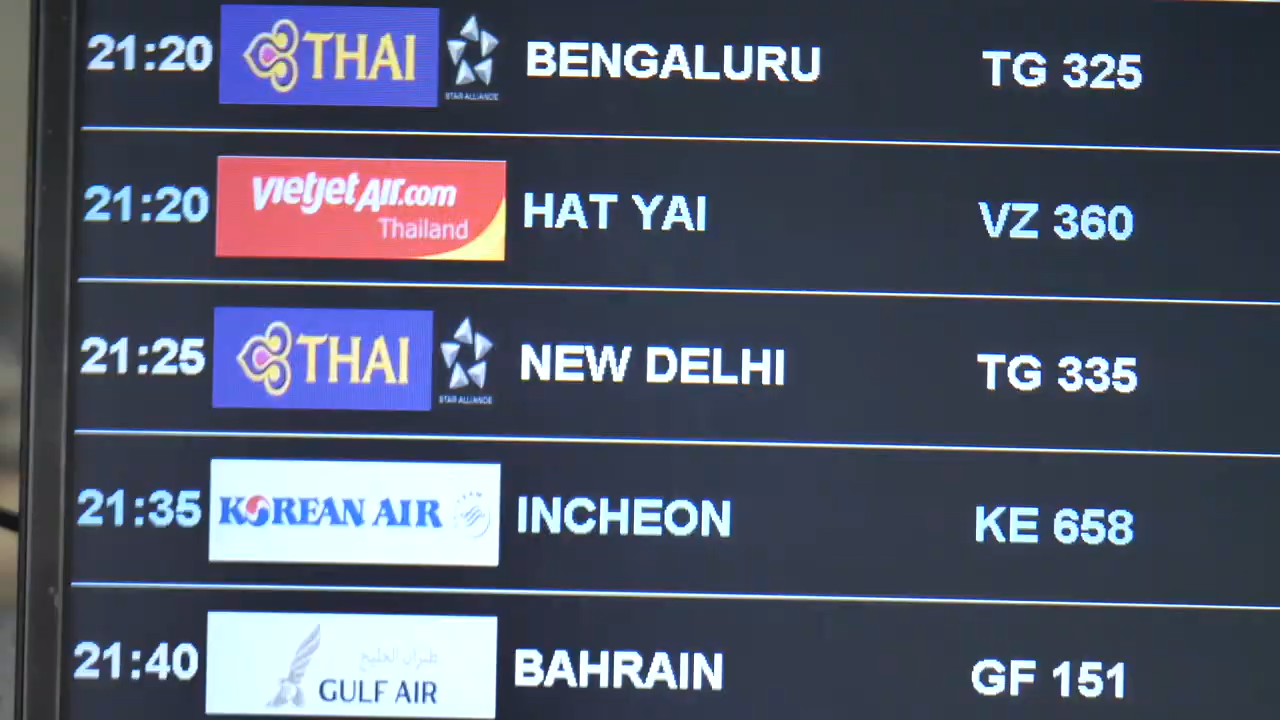 21:20 THAI STAR ALLIANCE BENGALURU TG 325
21:20 vietjetAir.com Thailand HAT YAI VZ 360
21:25 THAI STAR ALLIANCE NEW DELHI TG 335
21:35 KOREAN AIR INCHEON KE 658
21:40 طيران الخليج GULF AIR BAHRAIN GF 151